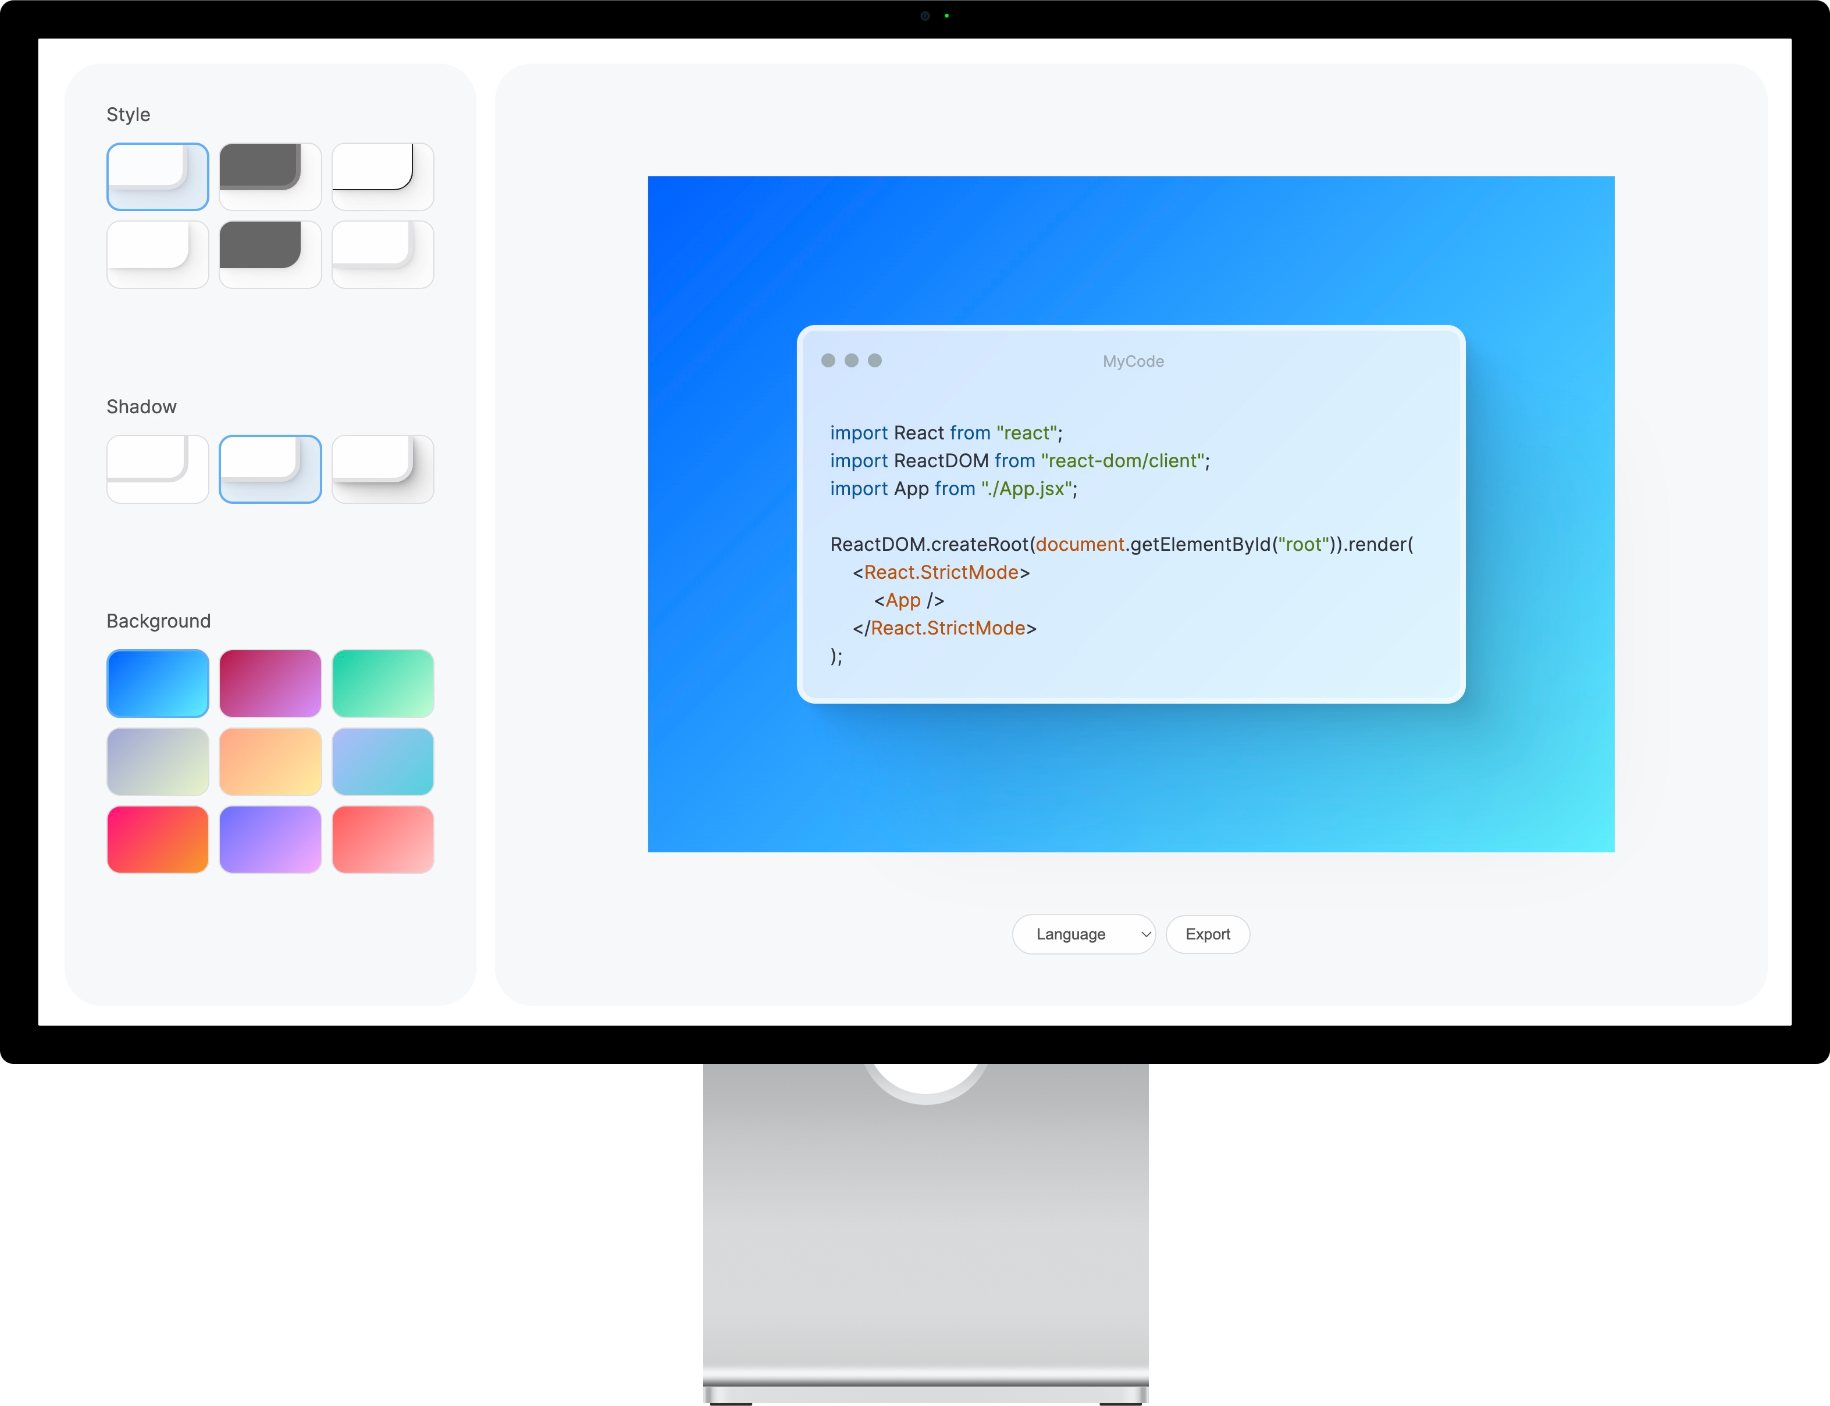 Style
Shadow
Background
MyCode
import React from "react";
import ReactDOM from "react-dom/client";
import App from "./App.jsx";
ReactDOM.createRoot(document.getElementById("root")).render(
<React.StrictMode>
<App />
</React.StrictMode>
);
Language
Export